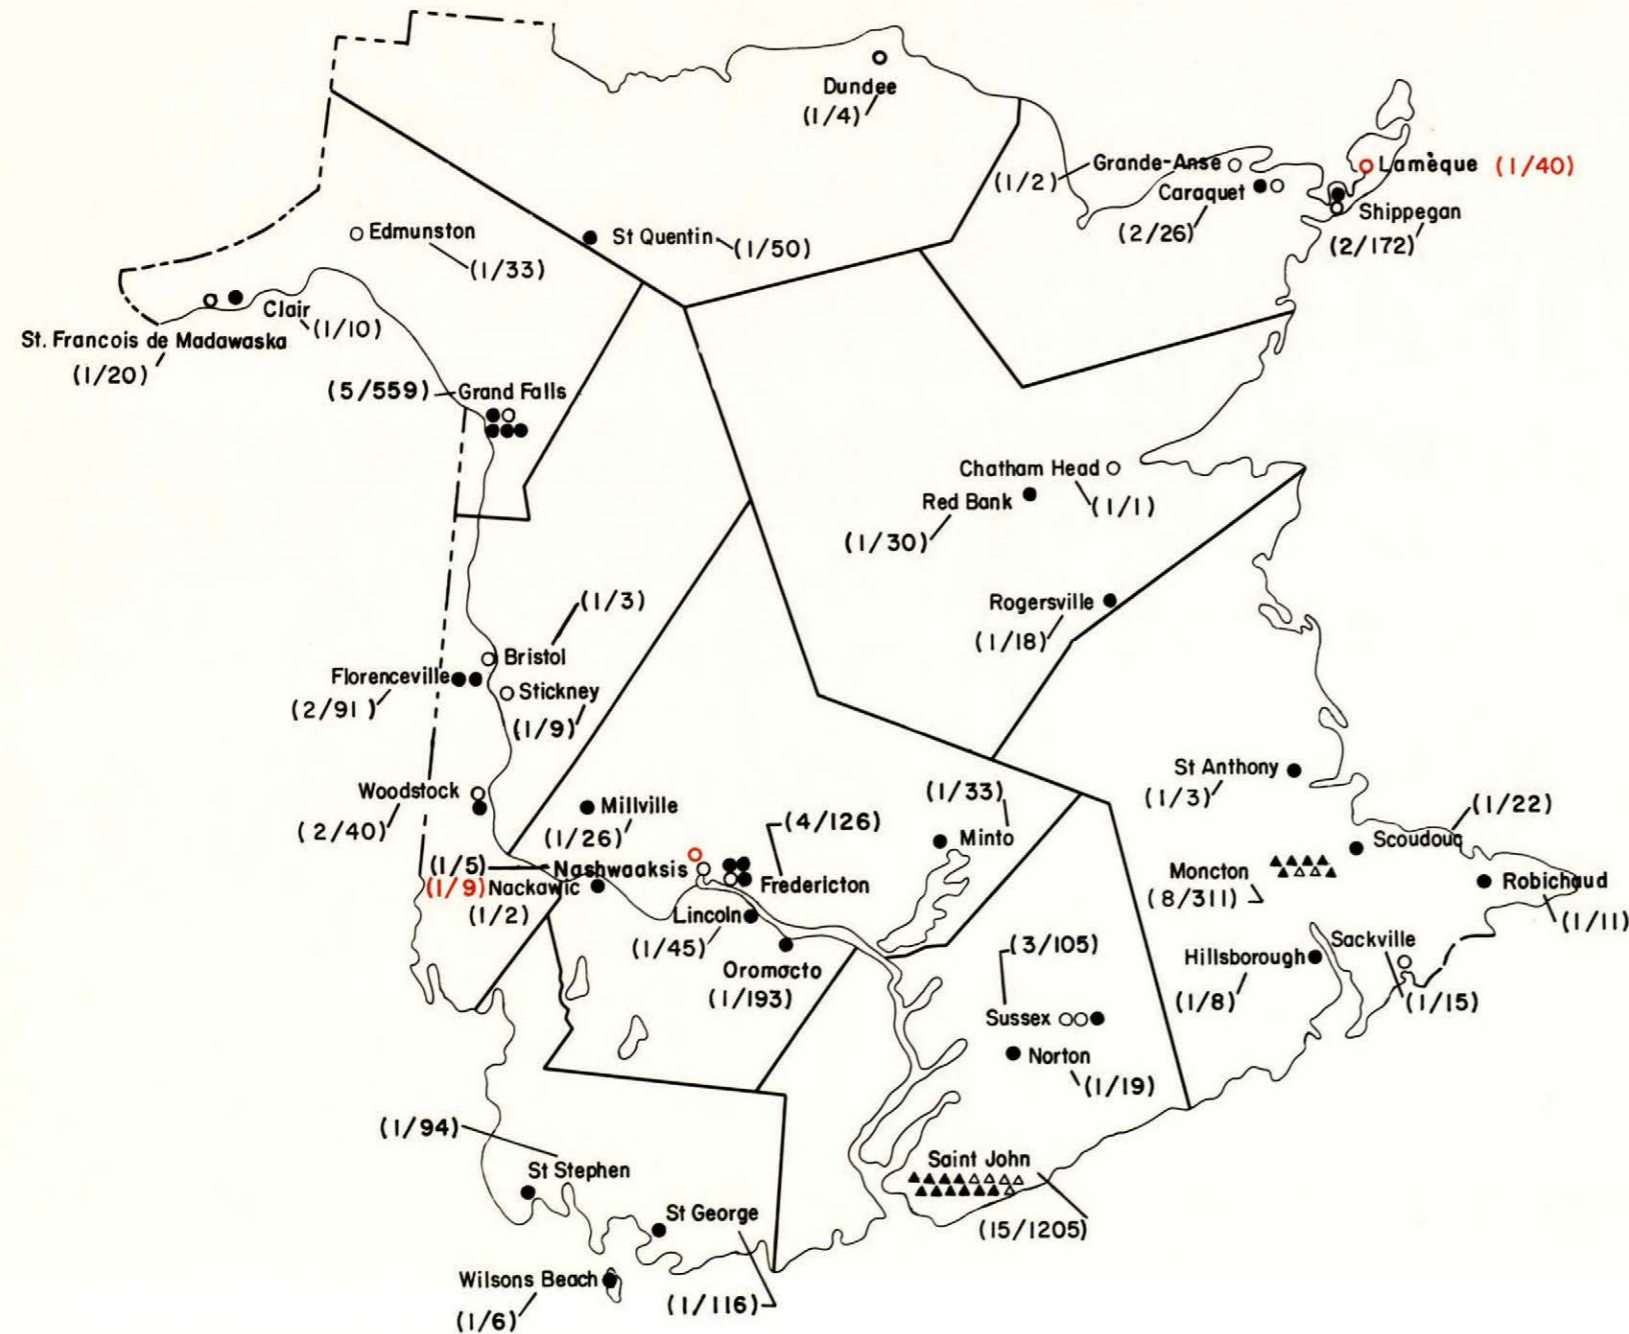 Dundee
(1/4)
Grande-Anse
(1/2)
Caraquet
(2/26)
Lamèque (1/40)
Shippegan
(2/172)
Edmunston
(1/33)
St Quentin
(1/50)
Clair
(1/10)
St. Francois de Madawaska
(1/20)
(5/559)
Grand Falls
Chatham Head
(1/1)
Red Bank
(1/30)
Rogersville
(1/18)
(1/3)
Bristol
Florenceville
(2/91)
Stickney
(1/9)
Woodstock
(2/40)
Millville
(1/26)
(1/5)
Nashwaaksis
(1/9)
Nackawic
(1/2)
(4/126)
Fredericton
(1/33)
Minto
Lincoln
(1/45)
Oromocto
(1/193)
St Anthony
(1/3)
(1/22)
Scoudouc
Moncton
(8/311)
Robichaud
(1/11)
Hillsborough
(1/8)
Sackville
(1/15)
(3/105)
Sussex
Norton
(1/19)
(1/94)
St Stephen
Saint John
(15/1205)
St George
(1/116)
Wilsons Beach
(1/6)